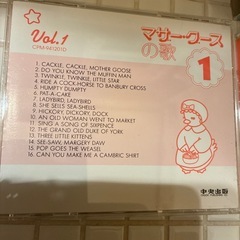 Vol.1
マザー・グース
の歌
1
1 CACKLE, CACKLE, MOTHER GOOSE
2 DO YOU KNOW THE MUFFIN MAN
3 TWINKLE, TWINKLE, LITTLE STAR
4 RIDE A COCK-HORSE TO BANBURY CROSS
5 HUMPTY DUMPTY
6 PAT-A-CAKE
7 LADYBIRD, LADYBIRD
8 SHE SELLS SEA SHELLS
9 HICKORY, DICKORY, DOCK
10 AN OLD WOMAN WENT TO MARKET
11 SING A SONG OF SIXPENCE
12 THE GRAND OLD DUKE OF YORK
13 THREE LITTLE KITTENS
14 SEE-SAW, MARGERY DAW
15 POP GOES THE WEASEL
16 CAN YOU MAKE ME A CAMBRIC SHIRT
中央出版